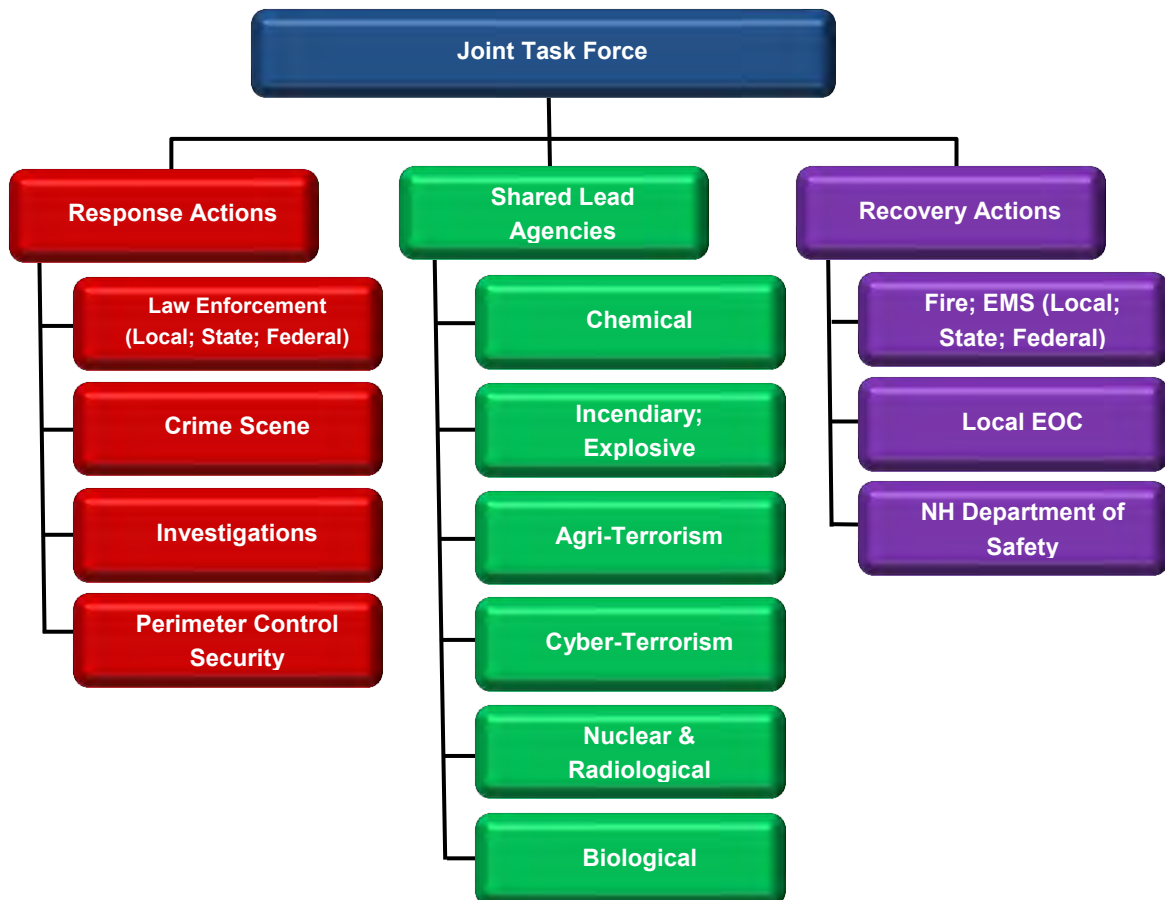 Joint Task Force
Response Actions
Law Enforcement
(Local; State; Federal)
Crime Scene
Investigations
Perimeter Control
Security
Shared Lead
Agencies
Chemical
Incendiary;
Explosive
Agri-Terrorism
Cyber-Terrorism
Nuclear &
Radiological
Biological
Recovery Actions
Fire; EMS (Local;
State; Federal)
Local EOC
NH Department of
Safety